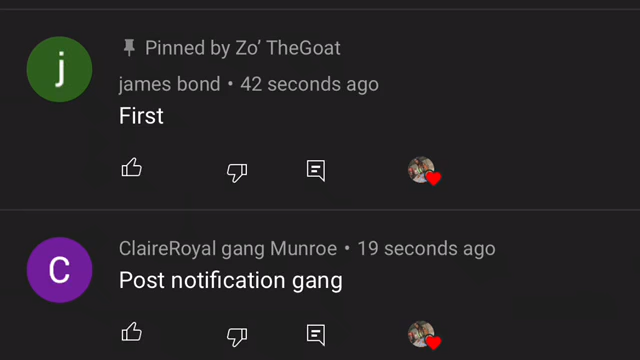 j
Pinned by Zo’ TheGoat
james bond • 42 seconds ago
First
C
ClaireRoyal gang Munroe • 19 seconds ago
Post notification gang